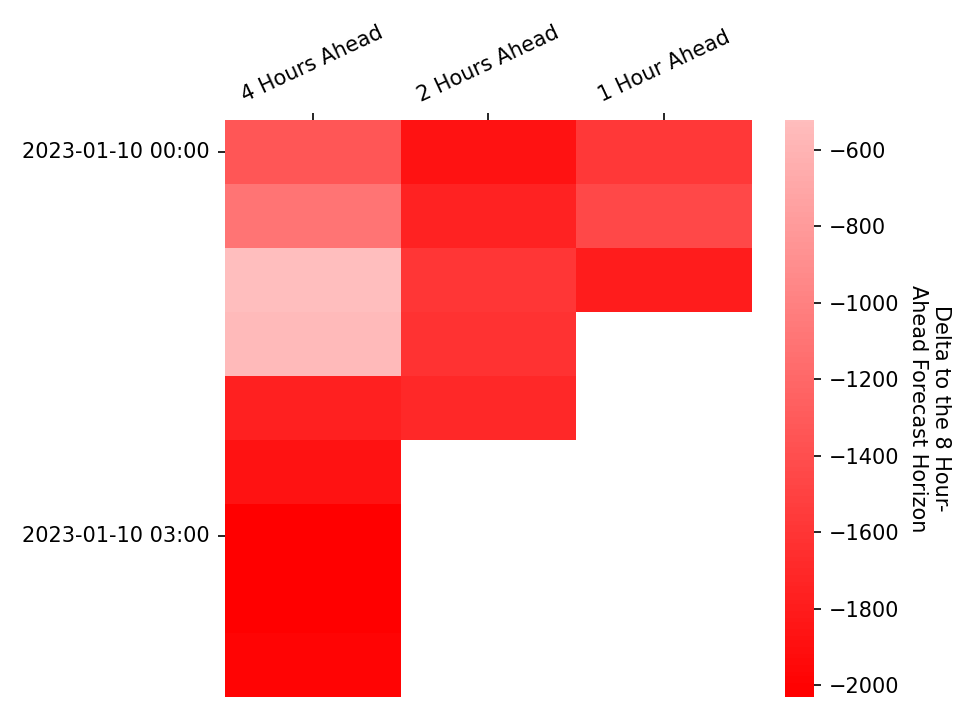 4 Hours Ahead
2 Hours Ahead
1 Hour Ahead
2023-01-10 00:00
2023-01-10 03:00
−600
−800
−1000
−1200
−1400
−1600
−1800
−2000
Delta to the 8 Hour-
Ahead Forecast Horizon